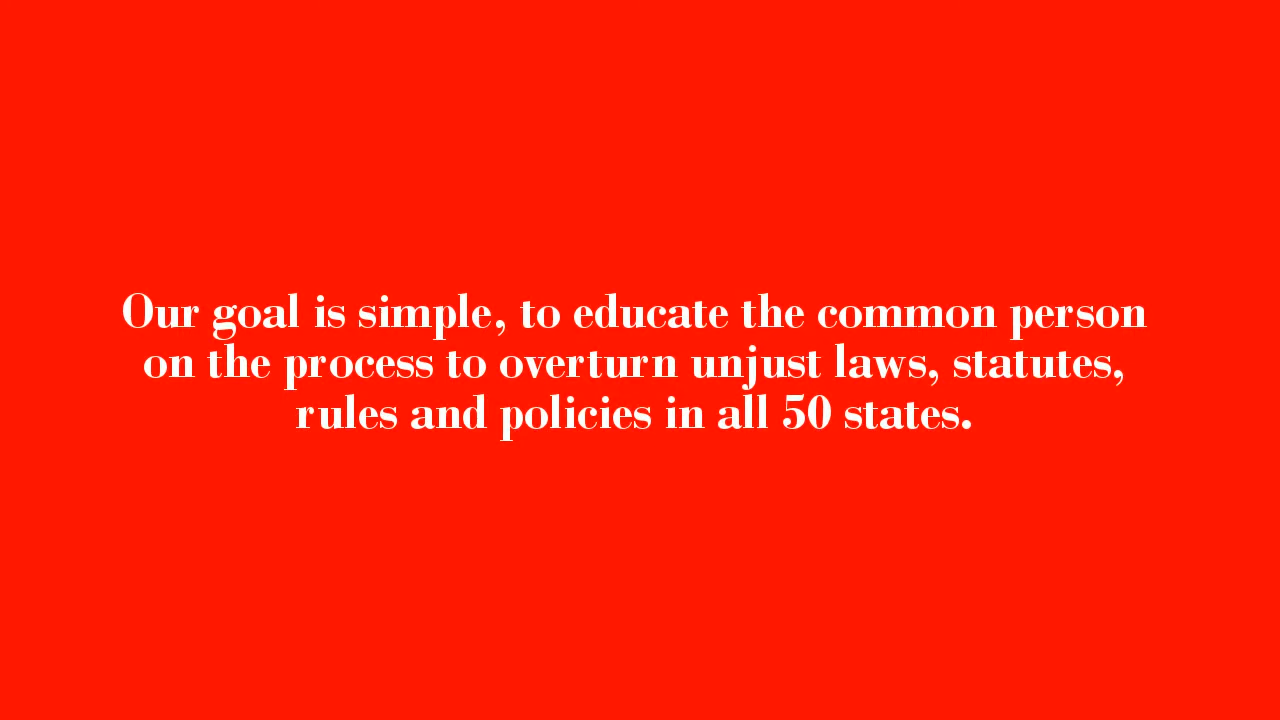 Our goal is simple, to educate the common person
on the process to overturn unjust laws, statutes,
rules and policies in all 50 states.